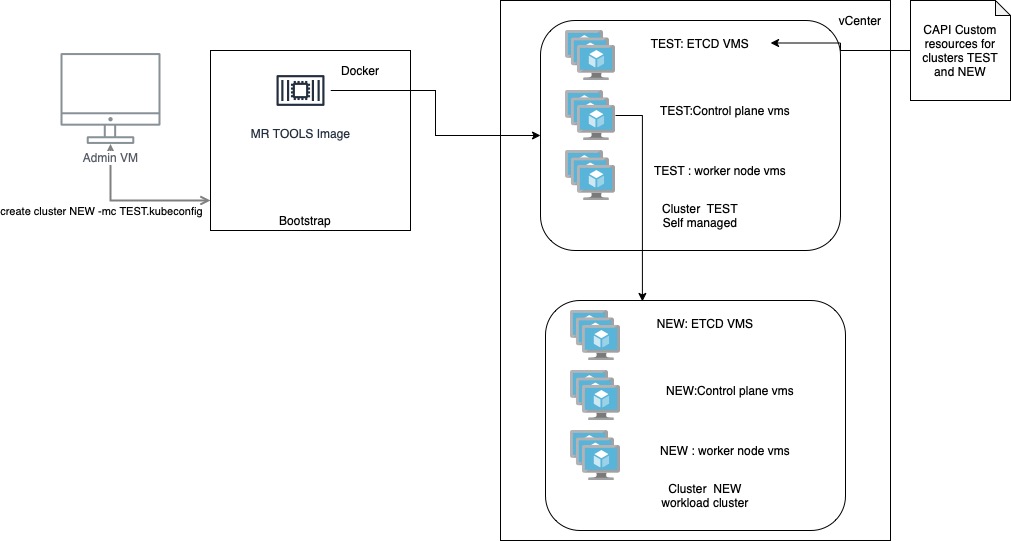 Admin VM
create cluster NEW -mc TEST.kubeconfig
Docker
MR TOOLS Image
Bootstrap
vCenter
TEST: ETCD VMS
TEST:Control plane vms
TEST : worker node vms
Cluster TEST
Self managed
NEW: ETCD VMS
NEW:Control plane vms
NEW : worker node vms
Cluster NEW
workload cluster
CAPI Custom
resources for
clusters TEST
and NEW